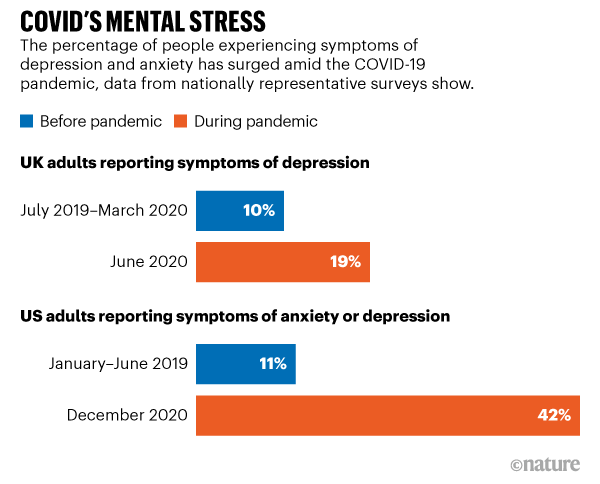 COVID'S MENTAL STRESS
The percentage of people experiencing symptoms of
depression and anxiety has surged amid the COVID-19
pandemic, data from nationally representative surveys show.
Before pandemic During pandemic
UK adults reporting symptoms of depression
July 2019–March 2020 10%
June 2020 19%
US adults reporting symptoms of anxiety or depression
January–June 2019 11%
December 2020 42%
©nature